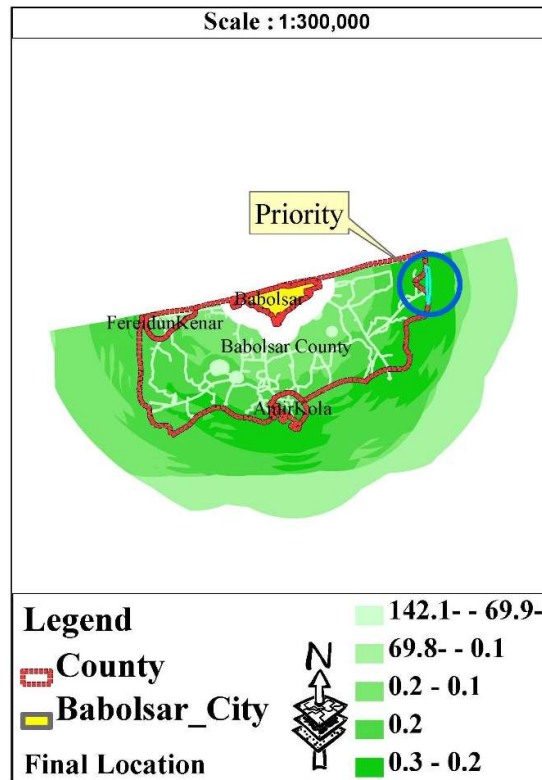 Scale : 1:300,000
Priority
Babolsar
FereidunKenar
Babolsar County
AmirKola
Legend
County
Babolsar_City
Final Location
N
142.1- - 69.9-
69.8- - 0.1
0.2 - 0.1
0.2
0.3 - 0.2